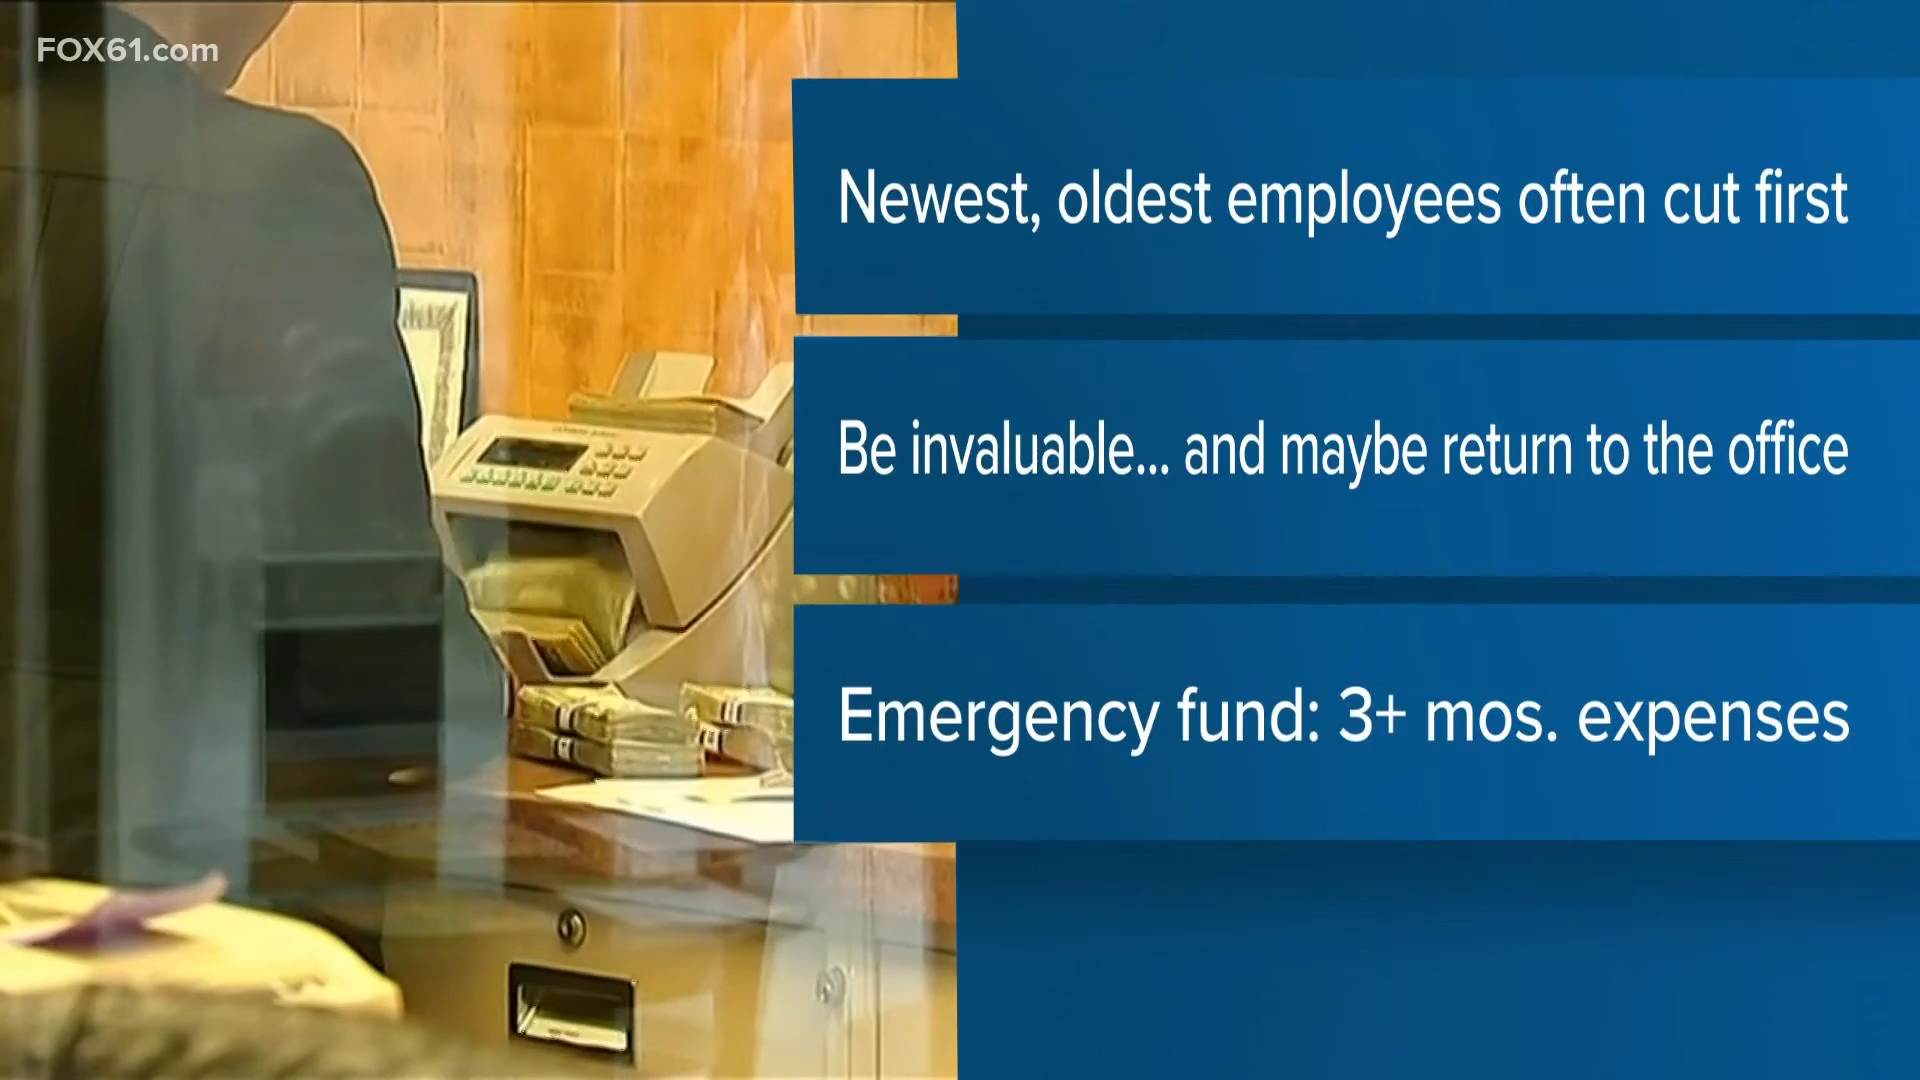 FOX61.com
Newest, oldest employees often cut first
Be invaluable... and maybe return to the office
Emergency fund: 3+ mos. expenses